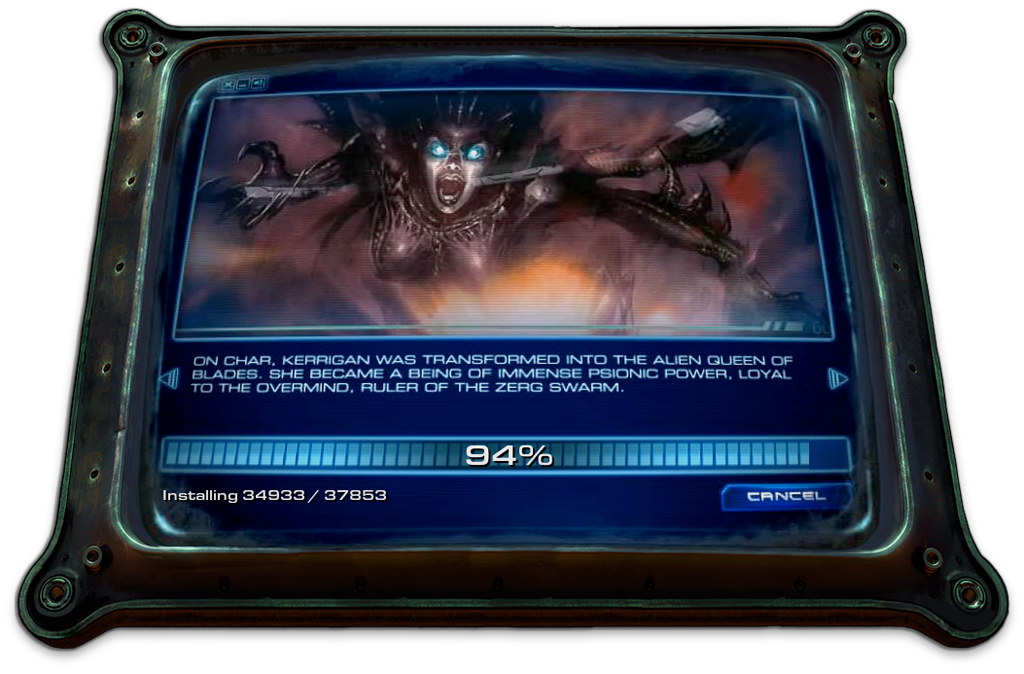 ON CHAR, KERRIGAN WAS TRANSFORMED INTO THE ALIEN QUEEN OF
BLADES. SHE BECAME A BEING OF IMMENSE PSIONIC POWER, LOYAL
TO THE OVERMIND, RULER OF THE ZERG SWARM.
94%
Installing 34933 / 37853
CANCEL